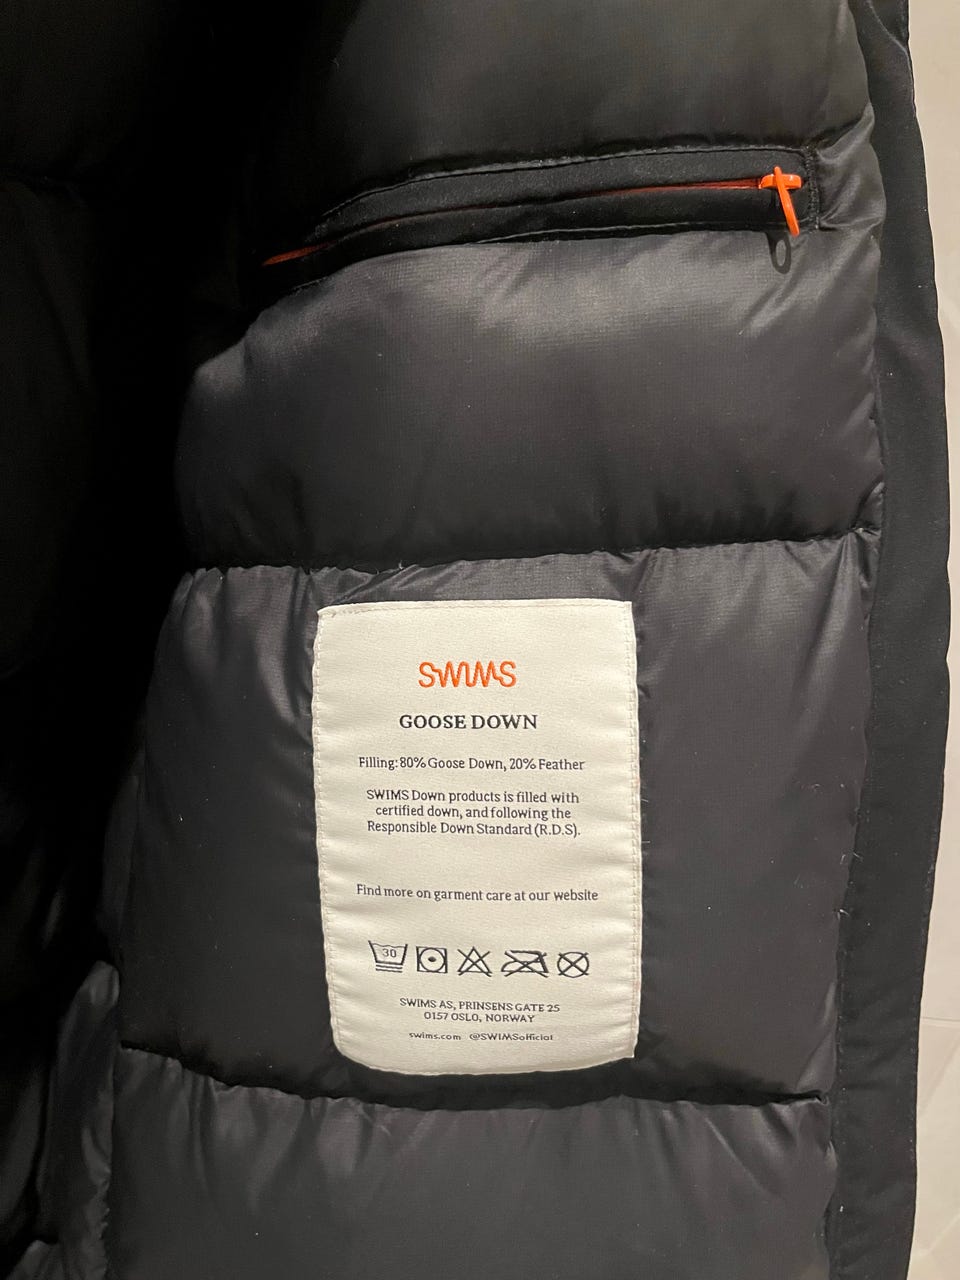 SWIMS
GOOSE DOWN
Filling: 80% Goose Down, 20% Feather
SWIMS Down products is filled with
certified down, and following the
Responsible Down Standard (R.D.S).
Find more on garment care at our website
30
SWIMS AS, PRINSENS GATE 25
0157 OSLO, NORWAY
swims.com @SWIMSofficial